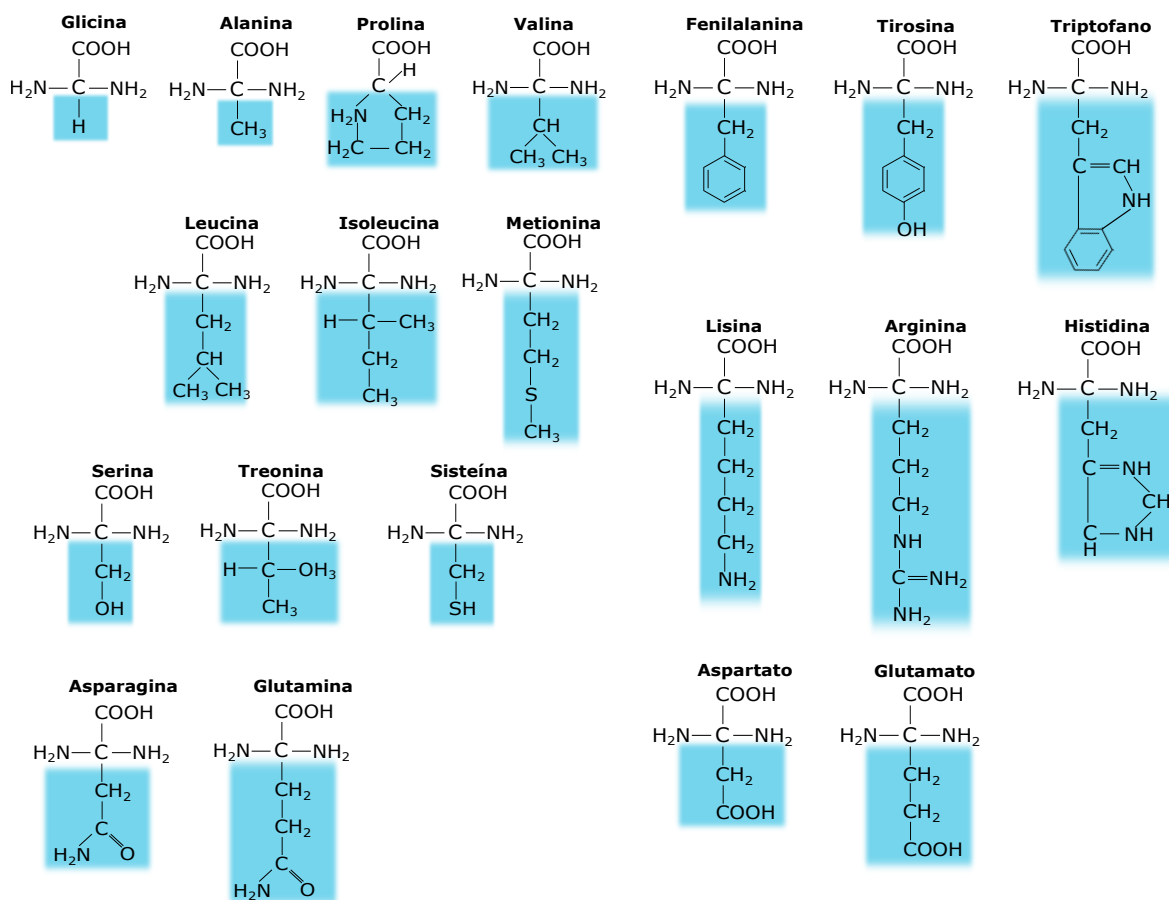 Glicina
COOH
H₂N—C—NH₂
H
Alanina
COOH
H₂N—C—NH₂
CH₃
Prolina
COOH
H
C
H₂N CH₂
H₂C CH₂
Valina
COOH
H₂N—C—NH₂
CH
CH₃ CH₃
Fenilalanina
COOH
H₂N—C—NH₂
CH₂
Tirosina
COOH
H₂N—C—NH₂
CH₂
OH
Triptofano
COOH
H₂N—C—NH₂
CH₂
C=CH
NH
Leucina
COOH
H₂N—C—NH₂
CH₂
CH
CH₃ CH₃
Isoleucina
COOH
H₂N—C—NH₂
H—C—CH₃
CH₂
CH₃
Metionina
COOH
H₂N—C—NH₂
CH₂
CH₂
S
CH₃
Lisina
COOH
H₂N—C—NH₂
CH₂
CH₂
CH₂
CH₂
NH₂
Arginina
COOH
H₂N—C—NH₂
CH₂
CH₂
CH₂
NH
C=NH₂
NH₂
Histidina
COOH
H₂N—C—NH₂
CH₂
C=NH
CH
C—NH
H
Serina
COOH
H₂N—C—NH₂
CH₂
OH
Treonina
COOH
H₂N—C—NH₂
H—C—OH₃
CH₃
Sisteína
COOH
H₂N—C—NH₂
CH₂
SH
Asparagina
COOH
H₂N—C—NH₂
CH₂
C
H₂N O
Glutamina
COOH
H₂N—C—NH₂
CH₂
CH₂
C
H₂N O
Aspartato
COOH
H₂N—C—NH₂
CH₂
COOH
Glutamato
COOH
H₂N—C—NH₂
CH₂
CH₂
COOH